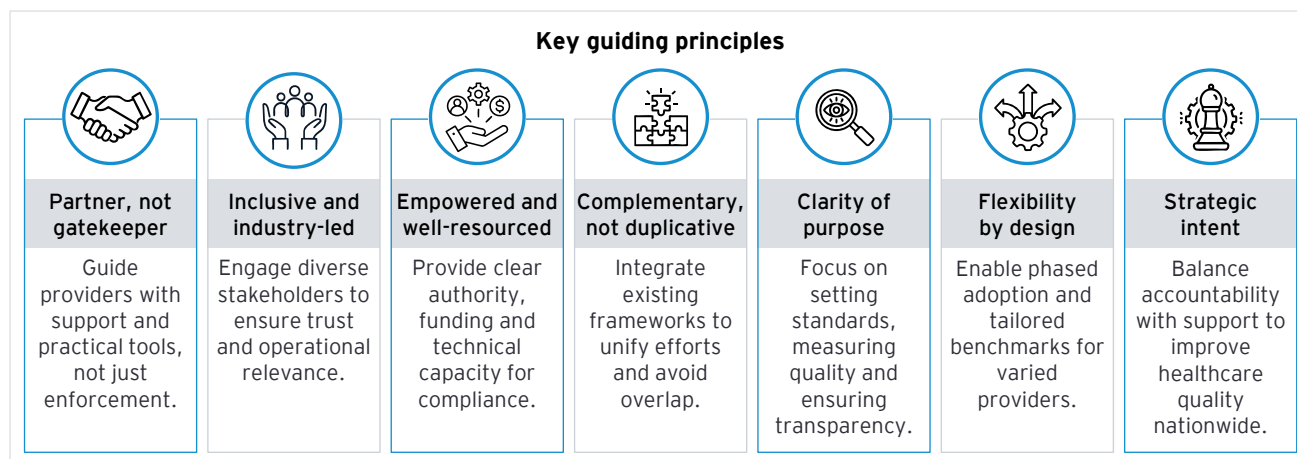 Key guiding principles
Partner, not
gatekeeper
Guide
providers with
support and
practical tools,
not just
enforcement.
Inclusive and
industry-led
Engage diverse
stakeholders to
ensure trust
and operational
relevance.
Empowered and
well-resourced
Provide clear
authority,
funding and
technical
capacity for
compliance.
Complementary,
not duplicative
Integrate
existing
frameworks to
unify efforts
and avoid
overlap.
Clarity of
purpose
Focus on
setting
standards,
measuring
quality and
ensuring
transparency.
Flexibility
by design
Enable phased
adoption and
tailored
benchmarks for
varied
providers.
Strategic
intent
Balance
accountability
with support to
improve
healthcare
quality
nationwide.